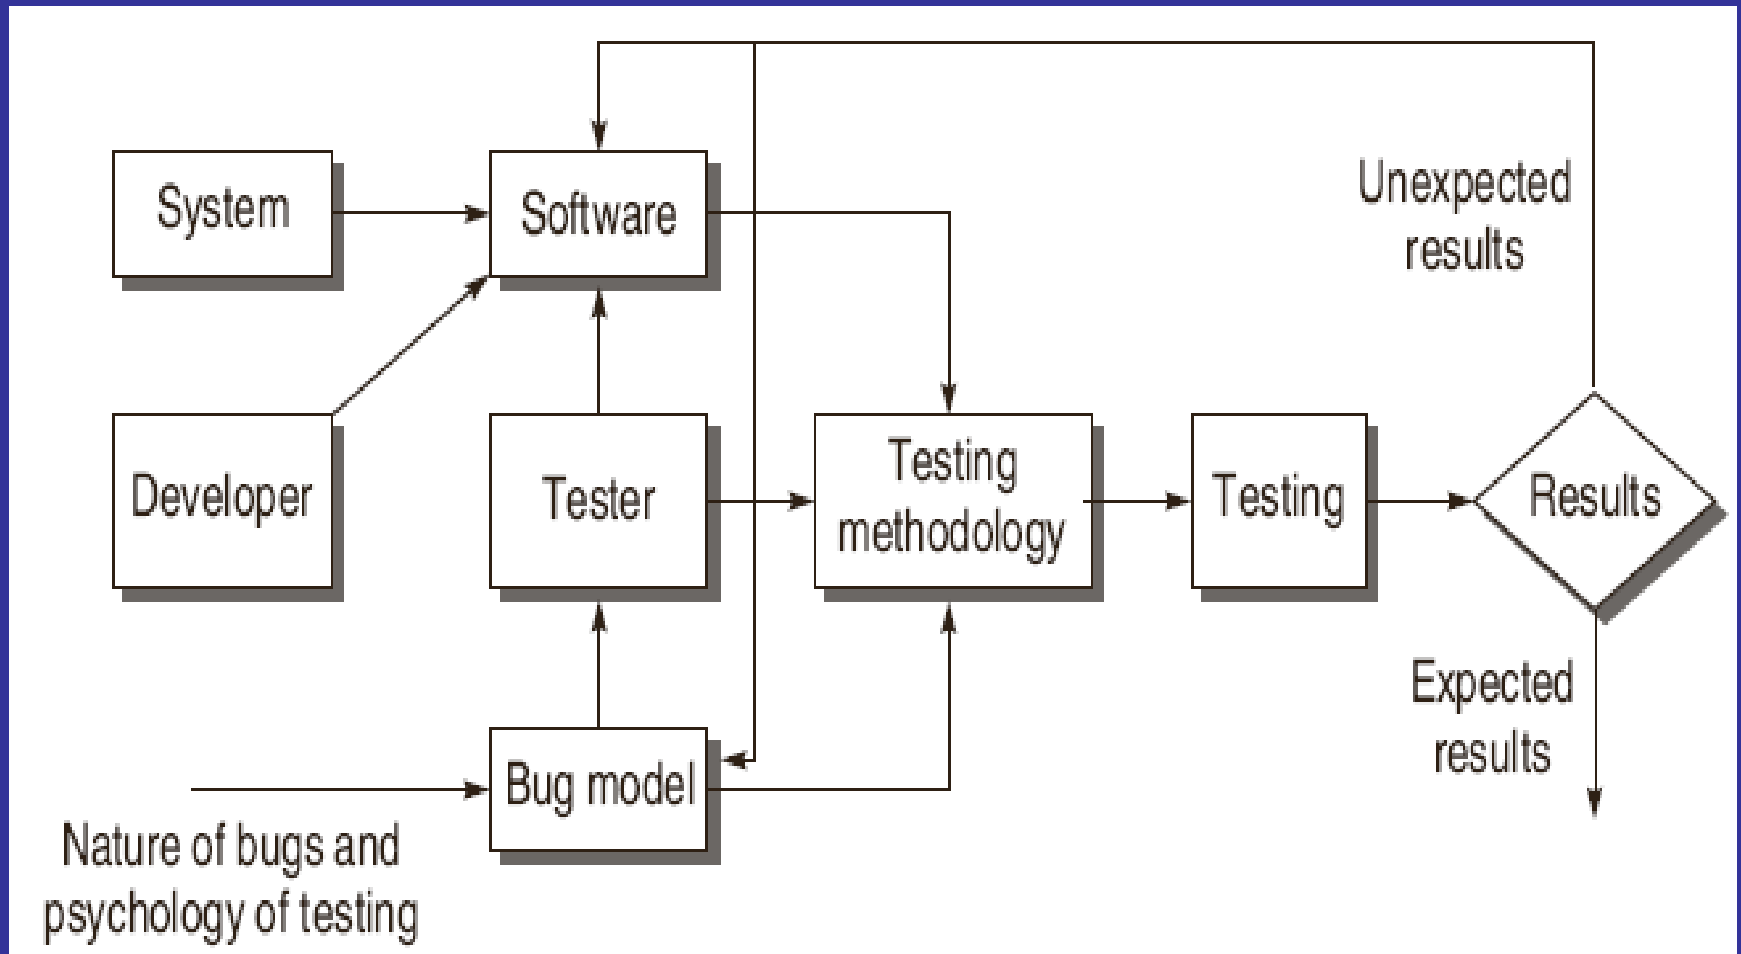 System
Software
Unexpected
results
Developer
Tester
Testing
methodology
Testing
Results
Expected
results
Bug model
Nature of bugs and
psychology of testing